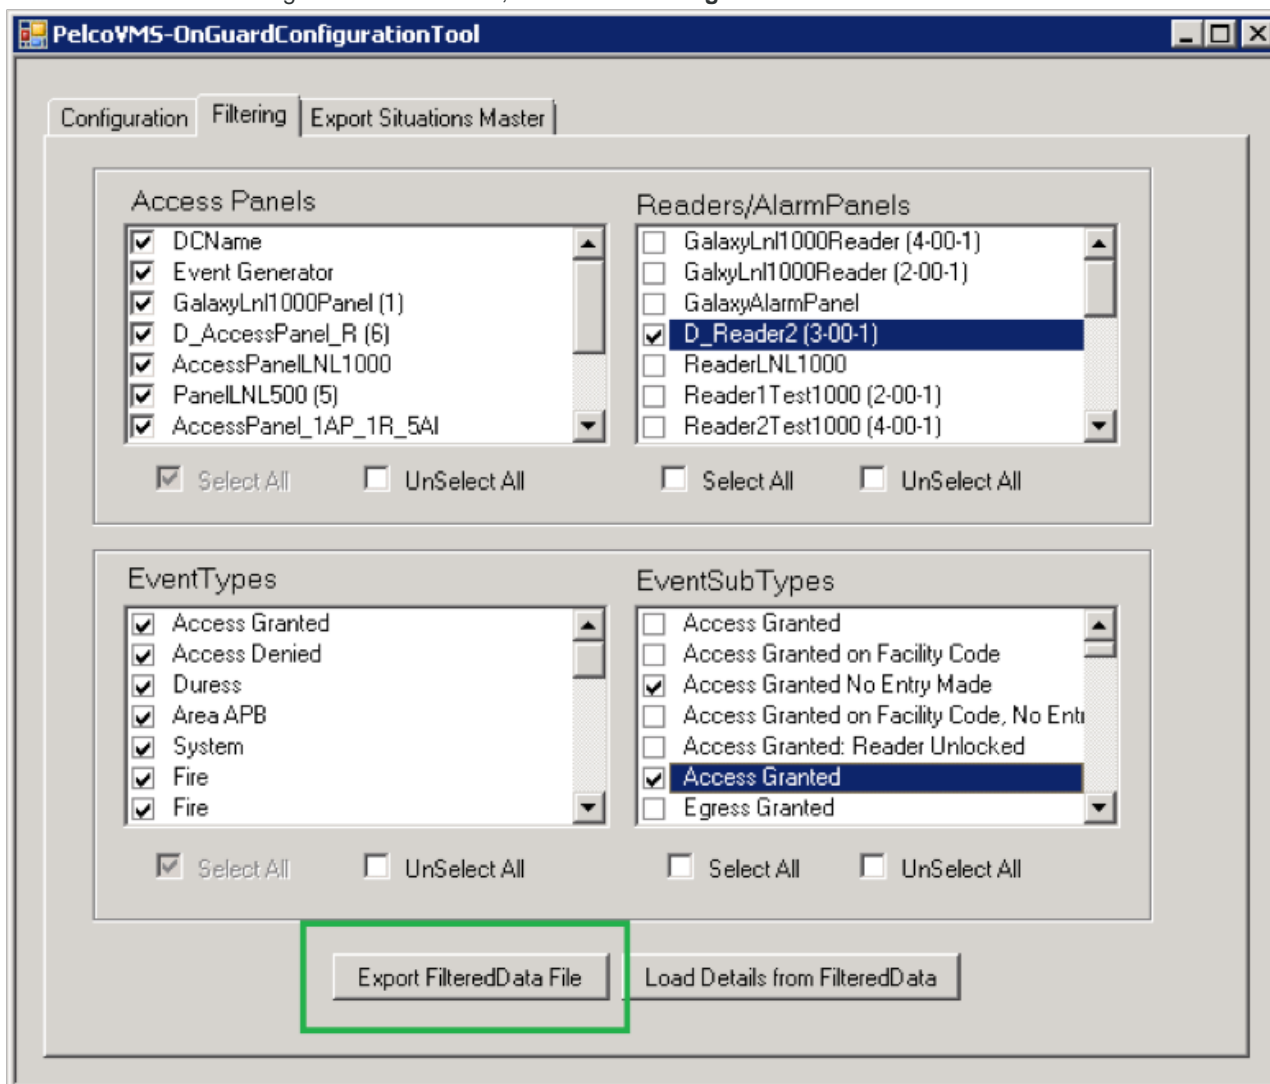 PelcoVMS-OnGuardConfigurationTool
Configuration Filtering Export Situations Master
Access Panels
DCName
Event Generator
GalaxyLnl1000Panel (1)
D_AccessPanel_R (6)
AccessPanelLNL1000
PanelLNL500 (5)
AccessPanel_1AP_1R_5AI
Select All UnSelect All
Readers/AlarmPanels
GalaxyLnl1000Reader (4-00-1)
GalxyLnl1000Reader (2-00-1)
GalaxyAlarmPanel
D_Reader2 (3-00-1)
ReaderLNL1000
Reader1Test1000 (2-00-1)
Reader2Test1000 (4-00-1)
Select All UnSelect All
EventTypes
Access Granted
Access Denied
Duress
Area APB
System
Fire
Fire
Select All UnSelect All
EventSubTypes
Access Granted
Access Granted on Facility Code
Access Granted No Entry Made
Access Granted on Facility Code, No Entr
Access Granted: Reader Unlocked
Access Granted
Egress Granted
Select All UnSelect All
Export FilteredData File Load Details from FilteredData